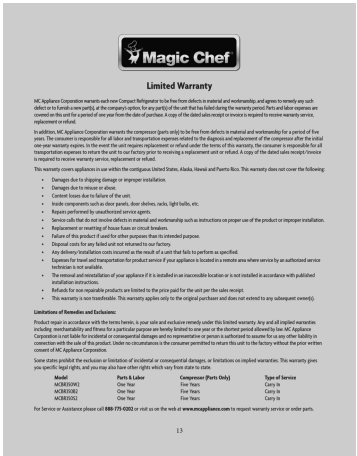 Magic Chef®
Limited Warranty
MC Appliance Corporation warrants each new Compact Refrigerator to be free from defects in material and workmanship, and agrees to remedy any such
defect or to furnish a new part(s), at the company's option, for any part(s) of the unit that has failed during the warranty period. Parts and labor expenses are
covered on this unit for a period of one year from the date of purchase. A copy of the dated sales receipt or invoice is required to receive warranty service,
replacement or refund.
In addition, MC Appliance Corporation warrants the compressor (parts only) to be free from defects in material and workmanship for a period of five
years. The consumer is responsible for all labor and transportation expenses related to the diagnosis and replacement of the compressor after the initial
one-year warranty expires. In the event the unit requires replacement or refund under the terms of this warranty, the consumer is responsible for all
transportation expenses to return the unit to our factory prior to receiving a replacement unit or refund. A copy of the dated sales receipt/invoice
is required to receive warranty service, replacement or refund.
This warranty covers appliances in use within the contiguous United States, Alaska, Hawaii and Puerto Rico. This warranty does not cover the following:
• Damages due to shipping damage or improper installation.
• Damages due to misuse or abuse.
• Content losses due to failure of the unit.
• Inside components such as door panels, door shelves, racks, light bulbs, etc.
• Repairs performed by unauthorized service agents.
• Service calls that do not involve defects in material and workmanship such as instructions on proper use of the product or improper installation.
• Replacement or resetting of house fuses or circuit breakers.
• Failure of this product if used for other purposes than its intended purpose.
• Disposal costs for any failed unit not returned to our factory.
• Any delivery/installation costs incurred as the result of a unit that fails to perform as specified.
• Expenses for travel and transportation for product service if your appliance is located in a remote area where service by an authorized service
technician is not available.
• The removal and reinstallation of your appliance if it is installed in an inaccessible location or is not installed in accordance with published
installation instructions.
• Refunds for non repairable products are limited to the price paid for the unit per the sales receipt.
• This warranty is non transferable. This warranty applies only to the original purchaser and does not extend to any subsequent owner(s).
Limitations of Remedies and Exclusions:
Product repair in accordance with the terms herein, is your sole and exclusive remedy under this limited warranty. Any and all implied warranties
including merchantability and fitness for a particular purpose are hereby limited to one year or the shortest period allowed by law. MC Appliance
Corporation is not liable for incidental or consequential damages and no representative or person is authorized to assume for us any other liability in
connection with the sale of this product. Under no circumstances is the consumer permitted to return this unit to the factory without the prior written
consent of MC Appliance Corporation.
Some states prohibit the exclusion or limitation of incidental or consequential damages, or limitations on implied warranties. This warranty gives
you specific legal rights, and you may also have other rights which vary from state to state.
Model Parts & Labor Compressor (Parts Only) Type of Service
MCBR350W2 One Year Five Years Carry In
MCBR350B2 One Year Five Years Carry In
MCBR350S2 One Year Five Years Carry In
For Service or Assistance please call 888-775-0202 or visit us on the web at www.mcappliance.com to request warranty service or order parts.
13